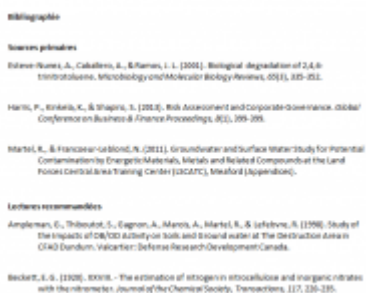 Bibliographie
Sources primaires
Esteve-Nunez, A., Caballero, A., & Ramos, J. L. (2001). Biological degradation of 2,4,6-
trinitrotoluene. Microbiology and Molecular Biology Reviews, 65(3), 335-352.
Harris, P., Kinkela, K., & Shapiro, S. (2013). Risk Assessment and Corporate Governance. Global
Conference on Business & Finance Proceedings, 8(1), 399-399.
Martel, R., & Francoeur-Leblond, N. (2011). Groundwater and Surface Water Study for Potential
Contamination by Energetic Materials, Metals and Related Compounds at the Land
Forces Central Area Training Center (LFCATC), Meaford (Appendices).
Lectures recommandées
Ampleman, G., Thiboutot, S., Gagnon, A., Marois, A., Martel, R., & Lefebvre, R. (1998). Study of
the Impacts of OB/OD Activity on Soils and Ground water at The Destruction Area in
CFAD Dundurn. Valcartier: Defense Research Development Canada.
Beckett, E. G. (1920). XXVIII. - The estimation of nitrogen in nitrocellulose and inorganic nitrates
with the nitrometer. Journal of the Chemical Society, Transactions, 117, 220-235.